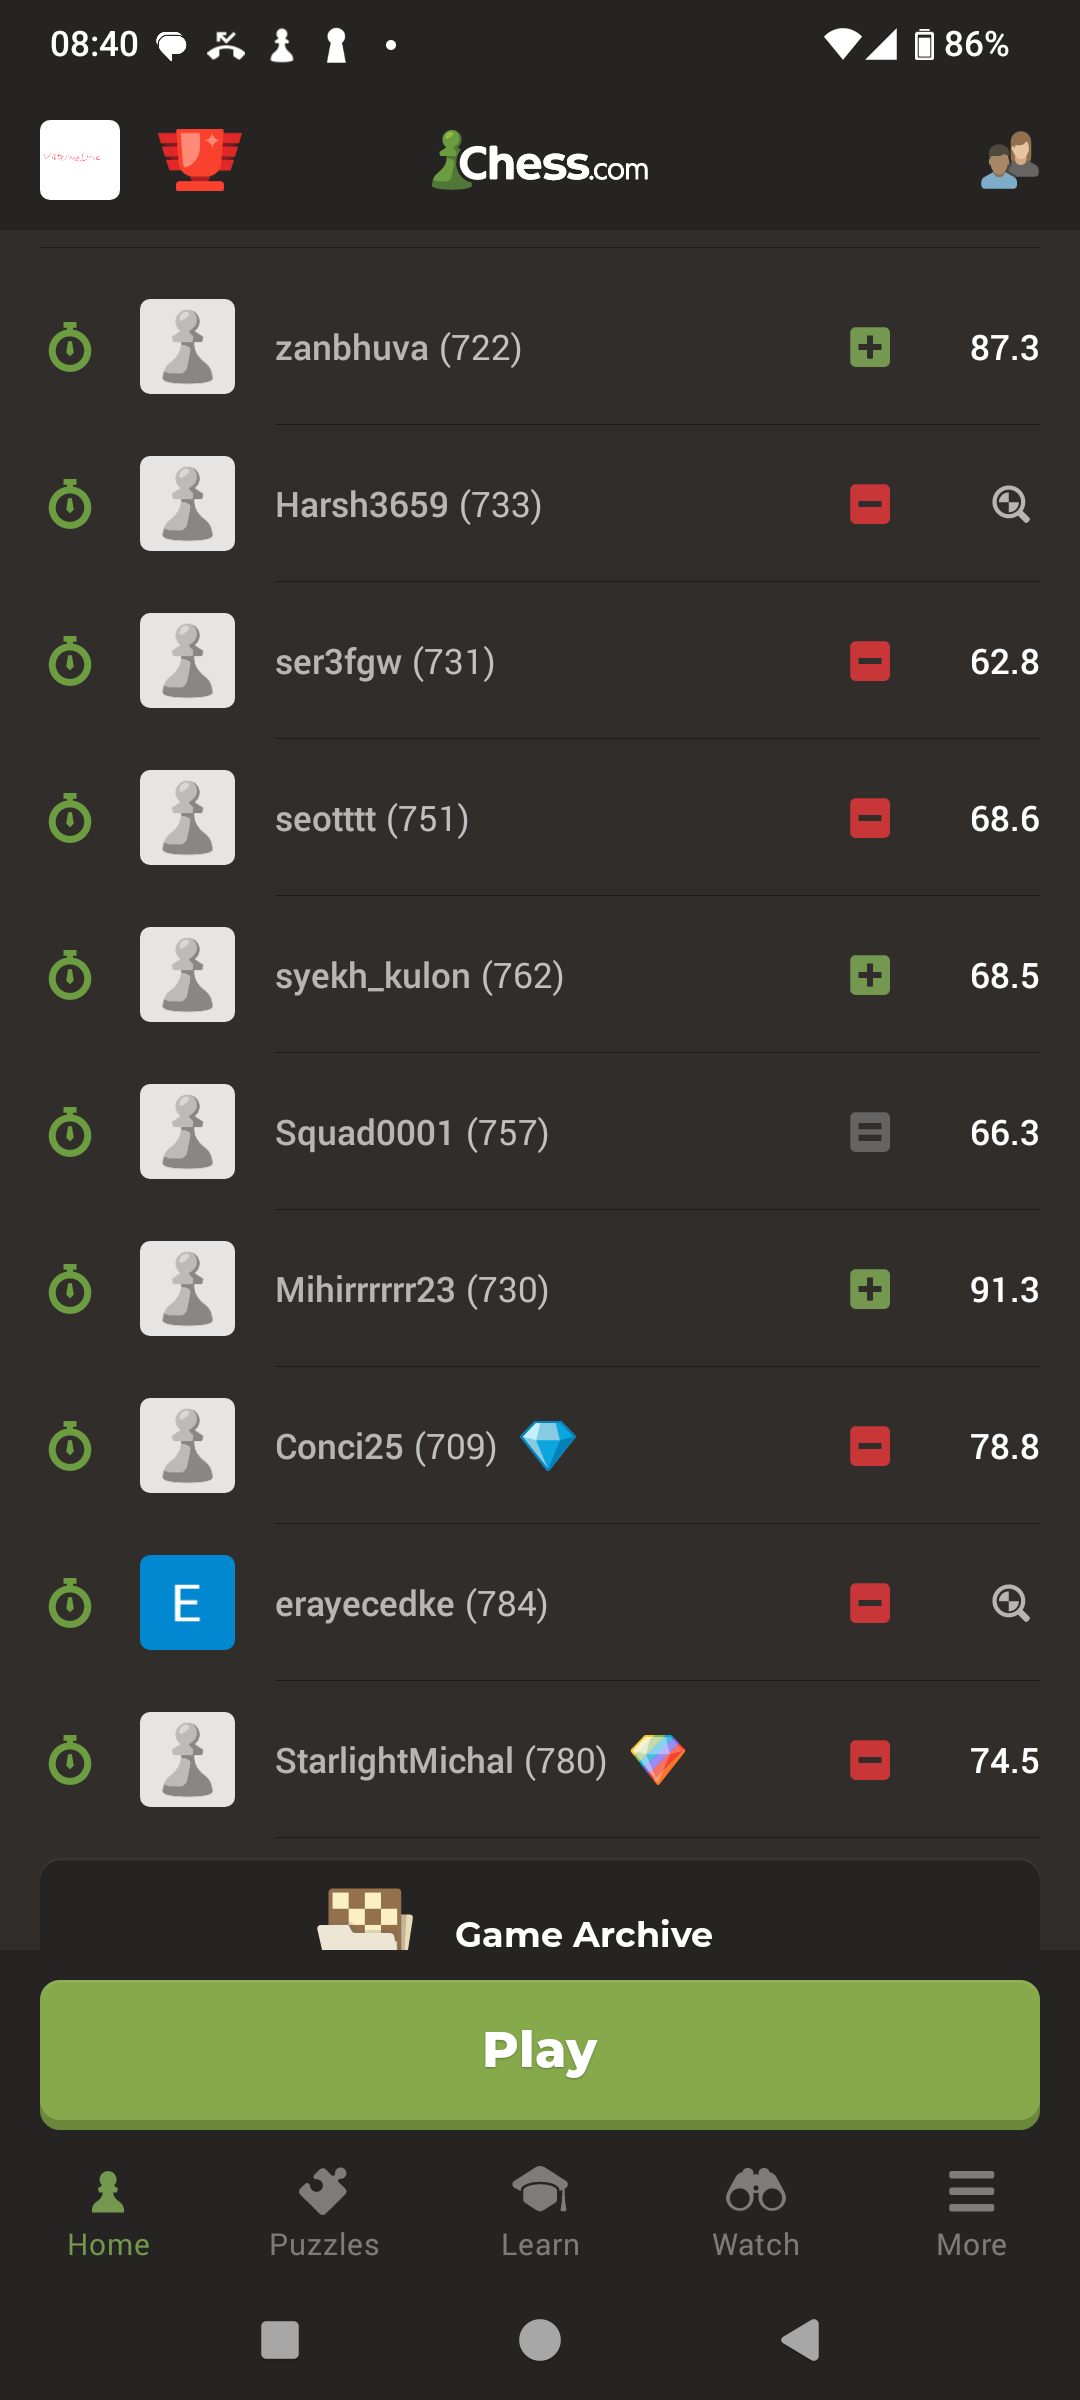 08:40
86%
Chess.com
zanbhuva (722)
87.3
Harsh3659 (733)
ser3fgw (731)
62.8
seotttt (751)
68.6
syekh_kulon (762)
68.5
Squad0001 (757)
66.3
Mihirrrrrr23 (730)
91.3
Conci25 (709)
78.8
E
erayecedke (784)
StarlightMichal (780)
74.5
Game Archive
Play
Home
Puzzles
Learn
Watch
More